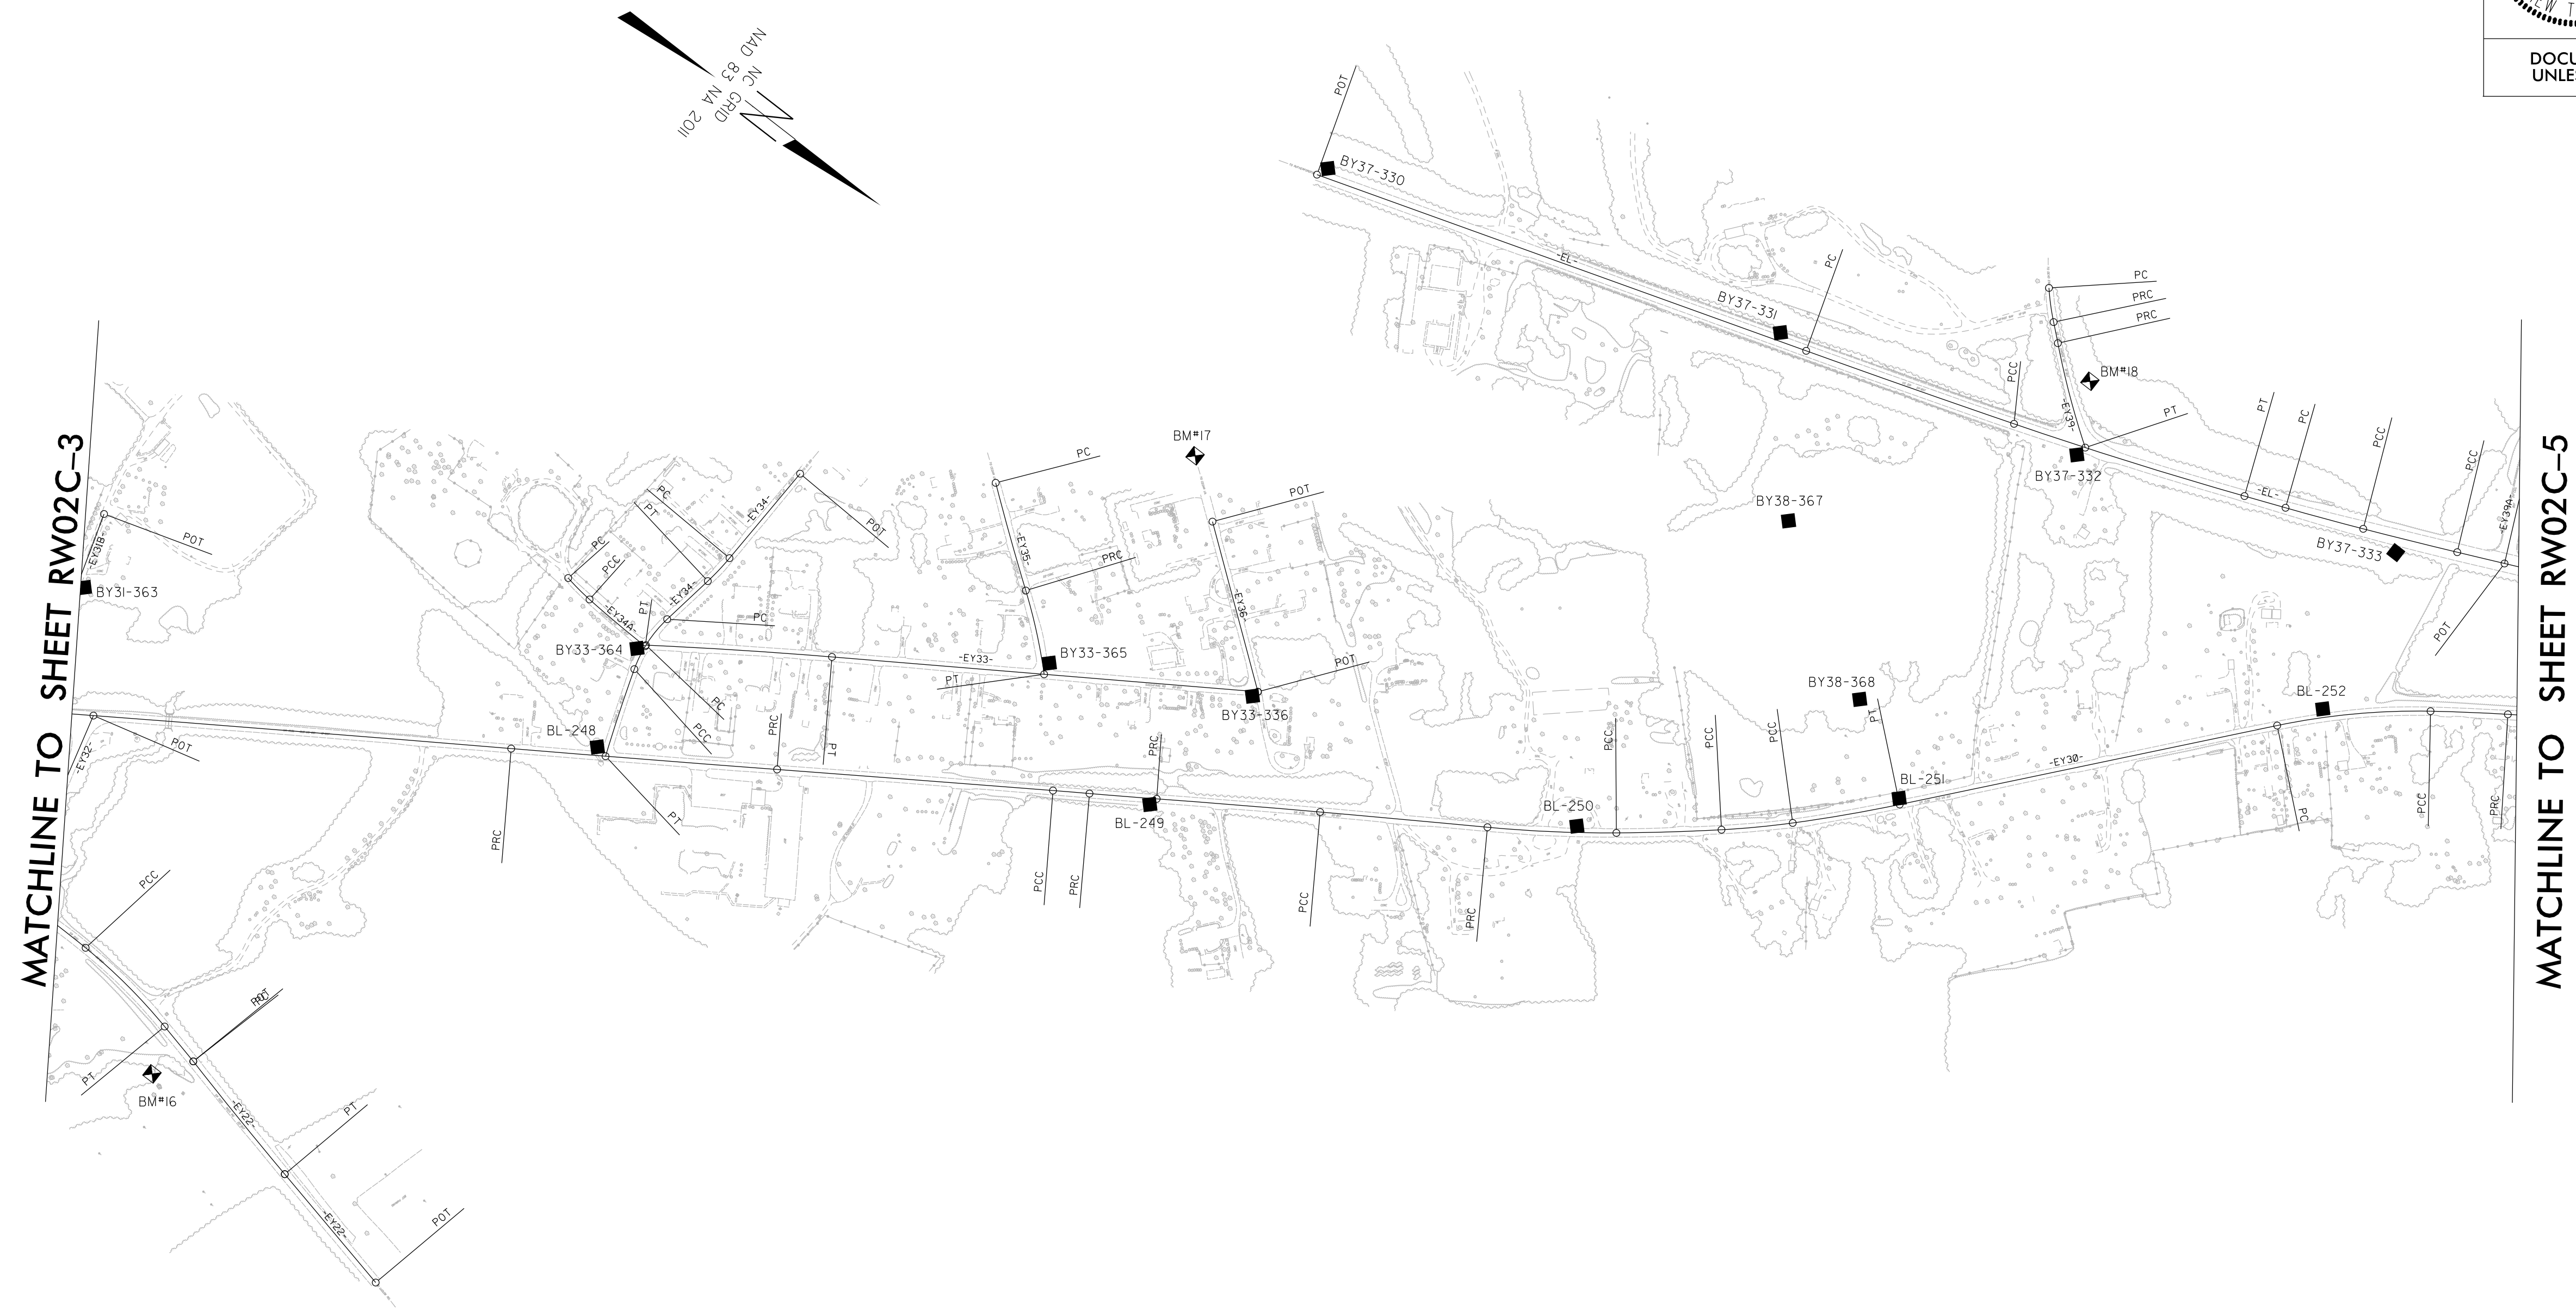 DOCU
UNLE
NAD 83 NA 2011
NC GRID
N
MATCHLINE TO SHEET RW02C-3
MATCHLINE TO SHEET RW02C-5
POT
BY37-330
-EL-
BY37-331
PC
PC
PRC
PRC
BM#18
PCC
-EY39-
PT
BY37-332
PT
PC
PCC
PCC
-EL-
BY37-333
-EY39A-
POT
BY38-367
BM#17
PC
POT
-EY31B-
POT
BY31-363
PC
PT
-EY34-
POT
PC
PCC
-EY34-
-EY34A-
PT
PC
BY33-364
-EY35-
PRC
-EY36-
-EY33-
BY33-365
PT
POT
BY33-336
PC
PCC
BL-248
-EY32-
POT
PRC
PT
PRC
PT
PRC
BL-249
PCC
PRC
PCC
PRC
BL-250
PCC
PCC
PCC
BY38-368
PT
BL-251
-EY30-
BL-252
PC
PCC
PRC
PCC
POT
PT
BM#16
-EY22-
PT
-EY22-
POT